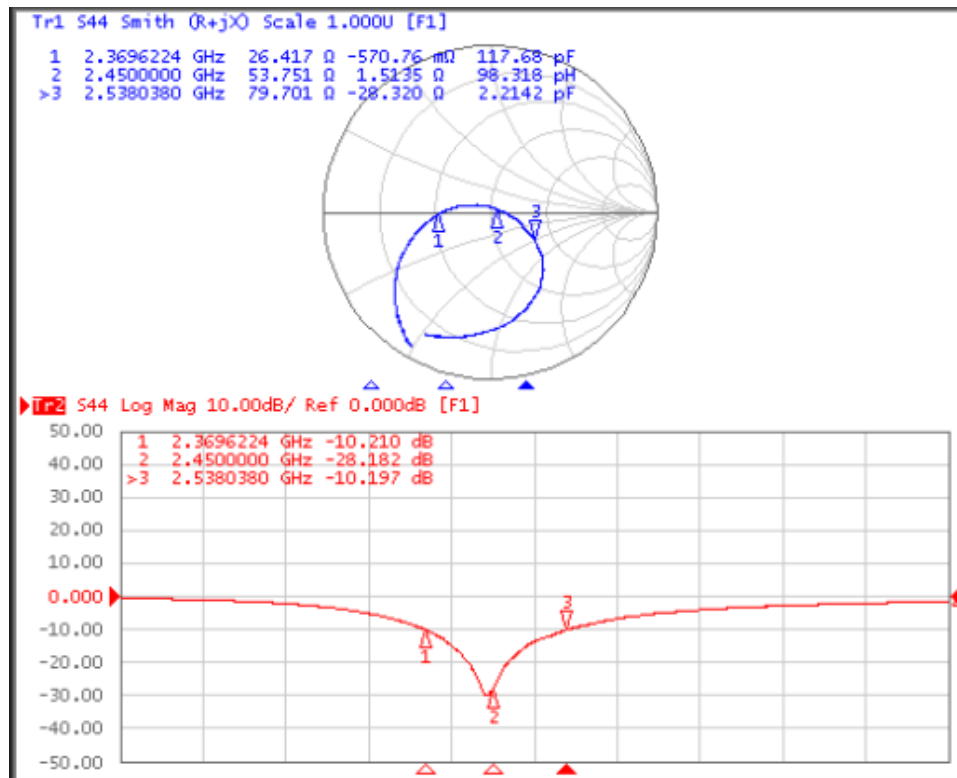 Tr1 S44 Smith (R+jX) Scale 1.000U [F1]
1 2.3696224 GHz 26.417 Ω -570.76 mΩ 117.68 pF
2 2.4500000 GHz 53.751 Ω 1.5135 Ω 98.318 pH
>3 2.5380380 GHz 79.701 Ω -28.320 Ω 2.2142 pF
3
1
2
Tr2 S44 Log Mag 10.00dB/ Ref 0.000dB [F1]
50.00
1 2.3696224 GHz -10.210 dB
40.00
2 2.4500000 GHz -28.182 dB
>3 2.5380380 GHz -10.197 dB
30.00
20.00
10.00
0.000
3
-10.00
1
-20.00
-30.00
2
-40.00
-50.00